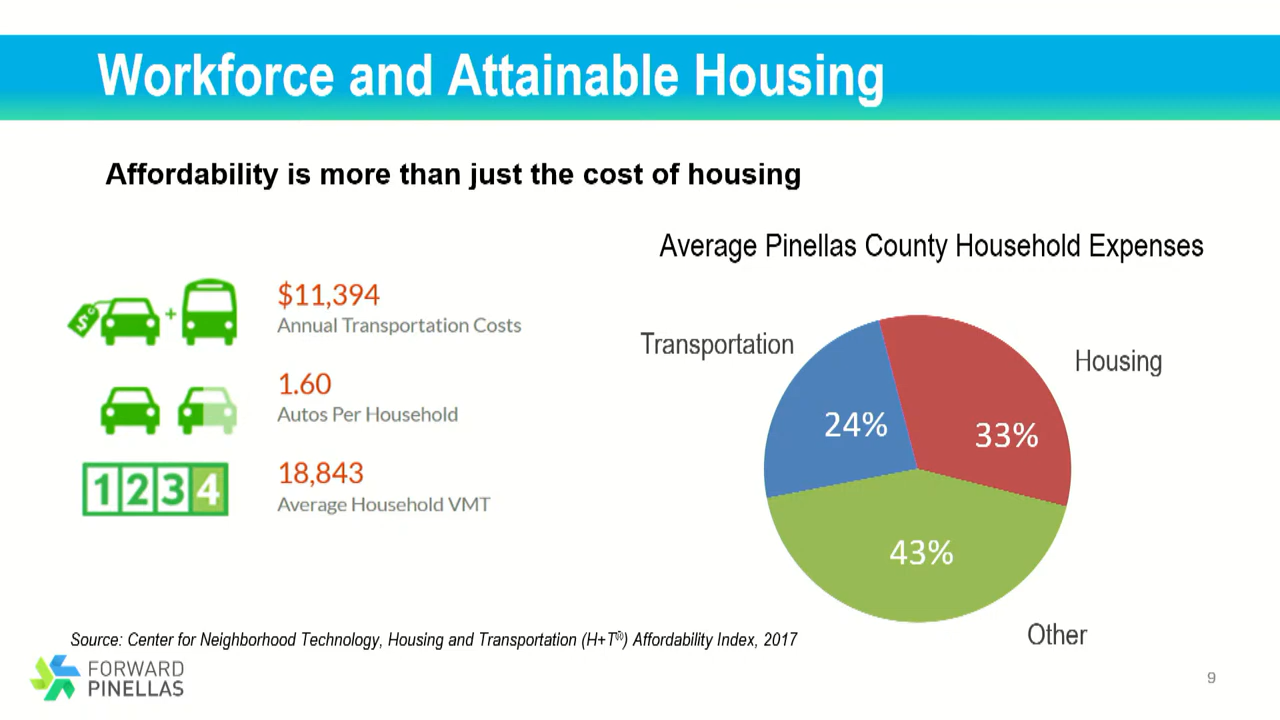 Workforce and Attainable Housing
Affordability is more than just the cost of housing
$11,394
Annual Transportation Costs
1.60
Autos Per Household
1234
18,843
Average Household VMT
Average Pinellas County Household Expenses
Transportation
Housing
24%
33%
43%
Other
Source: Center for Neighborhood Technology, Housing and Transportation (H+T®) Affordability Index, 2017
FORWARD
PINELLAS
9